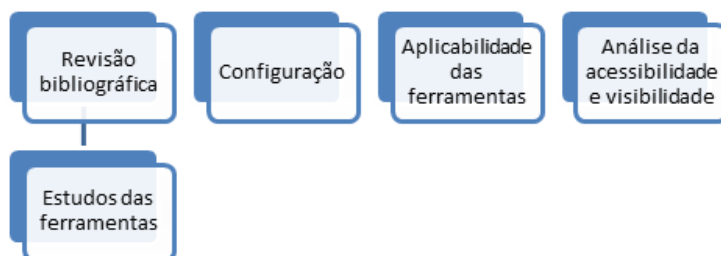 Revisão
bibliográfica
Configuração
Aplicabilidade
das
ferramentas
Análise da
acessibilidade
e visibilidade
Estudos das
ferramentas